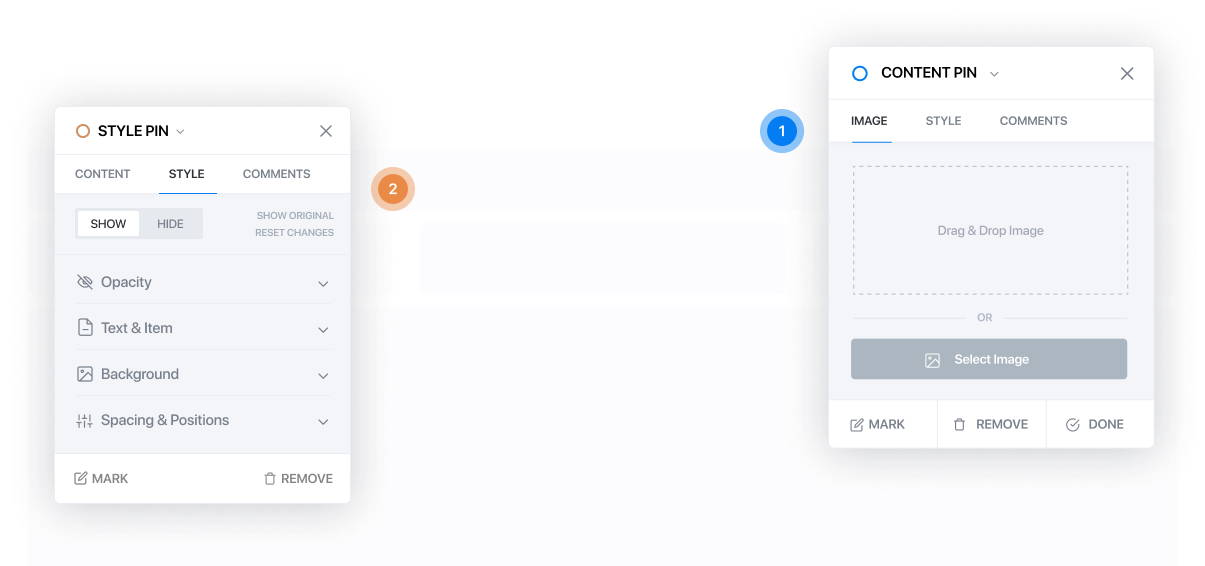 STYLE PIN
CONTENT STYLE COMMENTS
SHOW HIDE
SHOW ORIGINAL
RESET CHANGES
Opacity
Text & Item
Background
Spacing & Positions
MARK REMOVE
2
1
CONTENT PIN
IMAGE STYLE COMMENTS
Drag & Drop Image
OR
Select Image
MARK REMOVE DONE